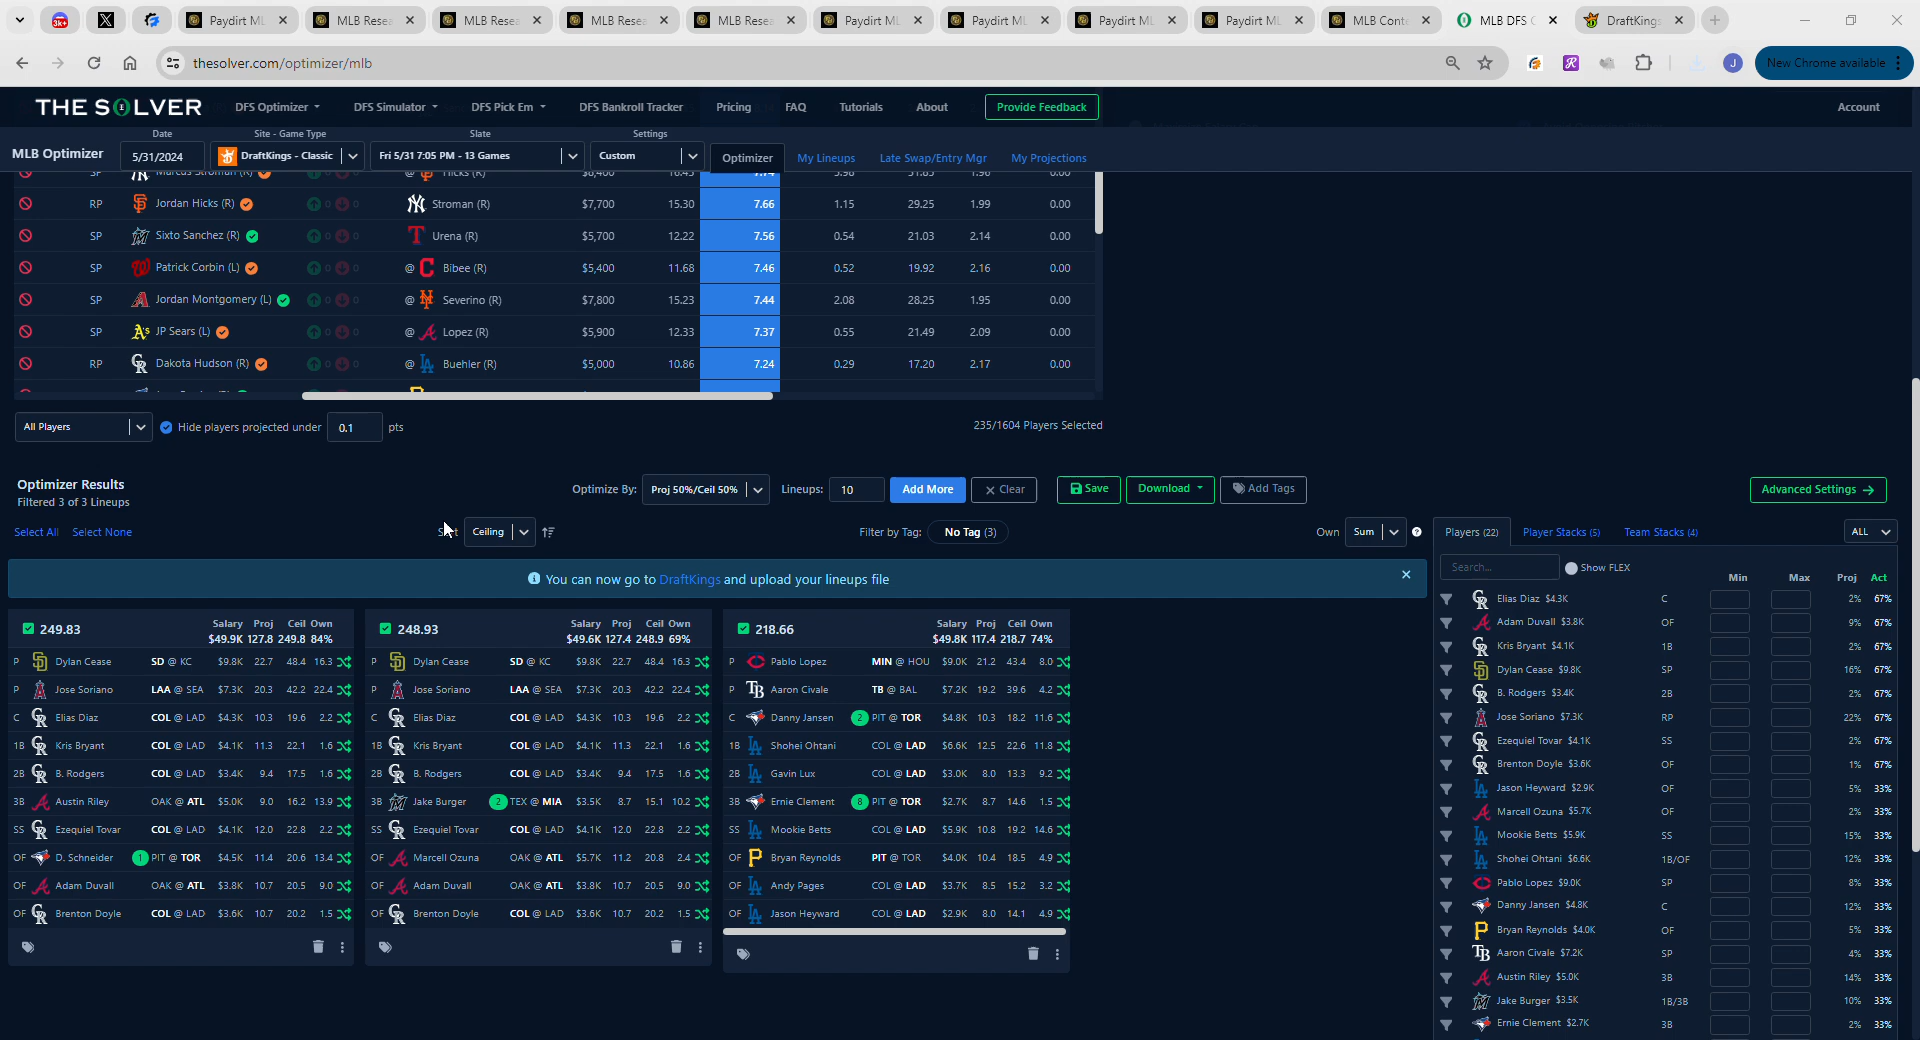 3k+
Paydirt ML
MLB Resea
MLB Resea
MLB Resea
MLB Resea
Paydirt ML
Paydirt ML
Paydirt ML
Paydirt ML
MLB Cont
MLB DFS
DraftKing
thesolver.com/optimizer/mlb
J
New Chrome available
THE SOLVER
DFS Optimizer
DFS Simulator
DFS Pick Em
DFS Bankroll Tracker
Pricing
FAQ
Tutorials
About
Provide Feedback
Account
Date
Site - Game Type
Slate
Settings
MLB Optimizer
5/31/2024
DraftKings - Classic
Fri 5/31 7:05 PM - 13 Games
Custom
Optimizer
My Lineups
Late Swap/Entry Mgr
My Projections
SP Marcus Stroman (R) @ Hicks (R) $6,400 16.45 7.74 5.98 31.85 1.96 0.00
RP Jordan Hicks (R) 0 0 Stroman (R) $7,700 15.30 7.66 1.15 29.25 1.99 0.00
SP Sixto Sanchez (R) 0 0 Urena (R) $5,700 12.22 7.56 0.54 21.03 2.14 0.00
SP Patrick Corbin (L) 0 0 @ Bibee (R) $5,400 11.68 7.46 0.52 19.92 2.16 0.00
SP Jordan Montgomery (L) 0 0 @ Severino (R) $7,800 15.23 7.44 2.08 28.25 1.95 0.00
SP JP Sears (L) 0 0 @ Lopez (R) $5,900 12.33 7.37 0.55 21.49 2.09 0.00
RP Dakota Hudson (R) 0 0 @ Buehler (R) $5,000 10.86 7.24 0.29 17.20 2.17 0.00
All Players
Hide players projected under
0.1
pts
235/1604 Players Selected
Optimizer Results
Filtered 3 of 3 Lineups
Optimize By: Proj 50%/Ceil 50%
Lineups: 10
Add More
Clear
Save
Download
Add Tags
Advanced Settings
Select All
Select None
Ceiling
Filter by Tag: No Tag (3)
Own Sum
You can now go to DraftKings and upload your lineups file
249.83
Salary Proj Ceil Own
$49.9K 127.8 249.8 84%
P Dylan Cease SD @ KC $9.8K 22.7 48.4 16.3
P Jose Soriano LAA @ SEA $7.3K 20.3 42.2 22.4
C Elias Diaz COL @ LAD $4.3K 10.3 19.6 2.2
1B Kris Bryant COL @ LAD $4.1K 11.3 22.1 1.6
2B B. Rodgers COL @ LAD $3.4K 9.4 17.5 1.6
3B Austin Riley OAK @ ATL $5.0K 9.0 16.2 13.9
SS Ezequiel Tovar COL @ LAD $4.1K 12.0 22.8 2.2
OF D. Schneider 1 PIT @ TOR $4.5K 11.4 20.6 13.4
OF Adam Duvall OAK @ ATL $3.8K 10.7 20.5 9.0
OF Brenton Doyle COL @ LAD $3.6K 10.7 20.2 1.5
248.93
Salary Proj Ceil Own
$49.6K 127.4 248.9 69%
P Dylan Cease SD @ KC $9.8K 22.7 48.4 16.3
P Jose Soriano LAA @ SEA $7.3K 20.3 42.2 22.4
C Elias Diaz COL @ LAD $4.3K 10.3 19.6 2.2
1B Kris Bryant COL @ LAD $4.1K 11.3 22.1 1.6
2B B. Rodgers COL @ LAD $3.4K 9.4 17.5 1.6
3B Jake Burger 2 TEX @ MIA $3.5K 8.7 15.1 10.2
SS Ezequiel Tovar COL @ LAD $4.1K 12.0 22.8 2.2
OF Marcell Ozuna OAK @ ATL $5.7K 11.2 20.8 2.4
OF Adam Duvall OAK @ ATL $3.8K 10.7 20.5 9.0
OF Brenton Doyle COL @ LAD $3.6K 10.7 20.2 1.5
218.66
Salary Proj Ceil Own
$49.8K 117.4 218.7 74%
P Pablo Lopez MIN @ HOU $9.0K 21.2 43.4 8.0
P Aaron Civale TB @ BAL $7.2K 19.2 39.6 4.2
C Danny Jansen 2 PIT @ TOR $4.8K 10.3 18.2 11.6
1B Shohei Ohtani COL @ LAD $6.6K 12.5 22.6 11.8
2B Gavin Lux COL @ LAD $3.0K 8.0 13.3 9.2
3B Ernie Clement 8 PIT @ TOR $2.7K 8.7 14.6 1.5
SS Mookie Betts COL @ LAD $5.9K 10.8 19.2 14.6
OF Bryan Reynolds PIT @ TOR $4.0K 10.4 18.5 4.9
OF Andy Pages COL @ LAD $3.7K 8.5 15.2 3.2
OF Jason Heyward COL @ LAD $2.9K 8.0 14.1 4.9
Players (22)
Player Stacks (5)
Team Stacks (4)
ALL
Search...
Show FLEX
Min Max Proj Act
Elias Diaz $4.3K C 2% 67%
Adam Duvall $3.8K OF 9% 67%
Kris Bryant $4.1K 1B 2% 67%
Dylan Cease $9.8K SP 16% 67%
B. Rodgers $3.4K 2B 2% 67%
Jose Soriano $7.3K RP 22% 67%
Ezequiel Tovar $4.1K SS 2% 67%
Brenton Doyle $3.6K OF 1% 67%
Jason Heyward $2.9K OF 5% 33%
Marcell Ozuna $5.7K OF 2% 33%
Mookie Betts $5.9K SS 15% 33%
Shohei Ohtani $6.6K 1B/OF 12% 33%
Pablo Lopez $9.0K SP 8% 33%
Danny Jansen $4.8K C 12% 33%
Bryan Reynolds $4.0K OF 5% 33%
Aaron Civale $7.2K SP 4% 33%
Austin Riley $5.0K 3B 14% 33%
Jake Burger $3.5K 1B/3B 10% 33%
Ernie Clement $2.7K 3B 2% 33%